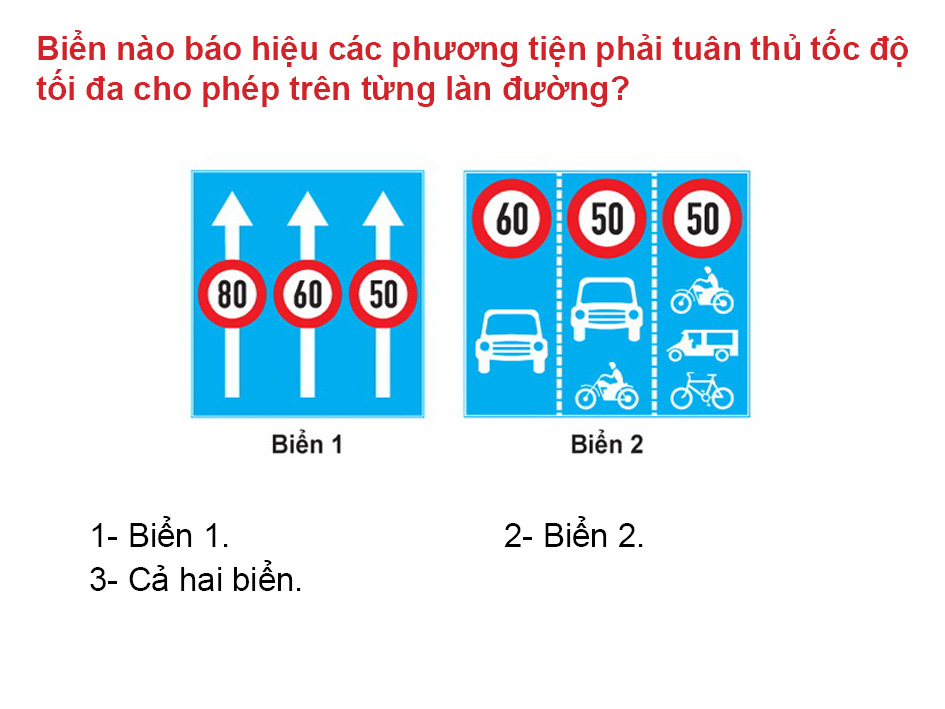 Biển nào báo hiệu các phương tiện phải tuân thủ tốc độ
tối đa cho phép trên từng làn đường?
80 60 50
60 50 50
Biển 1 Biển 2
1- Biển 1. 2- Biển 2.
3- Cả hai biển.